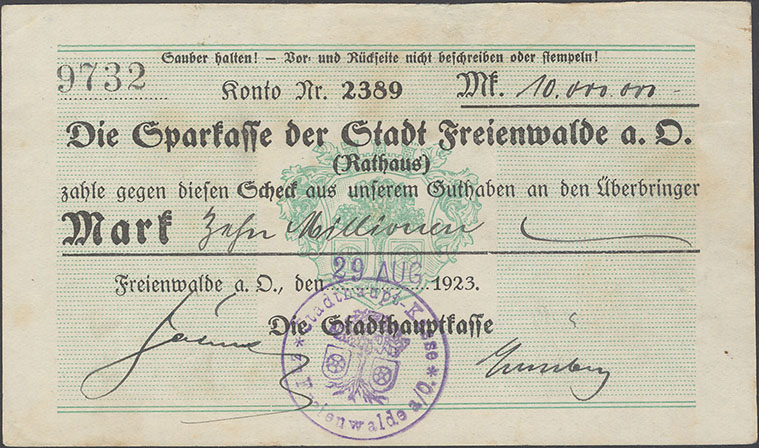 Sauber halten! — Vor- und Rückseite nicht beschreiben oder stempeln!
9732
Konto Nr. 2389
Mk. 10.000 000 -
Die Sparkasse der Stadt Freienwalde a. O.
(Rathaus)
zahle gegen diesen Scheck aus unserem Guthaben an den Überbringer
Mark Zehn Millionen
Freienwalde a. O., den 29 AUG. 1923.
Die Stadthauptkasse
* Stadthaupt-Kasse * Freienwalde a/O.